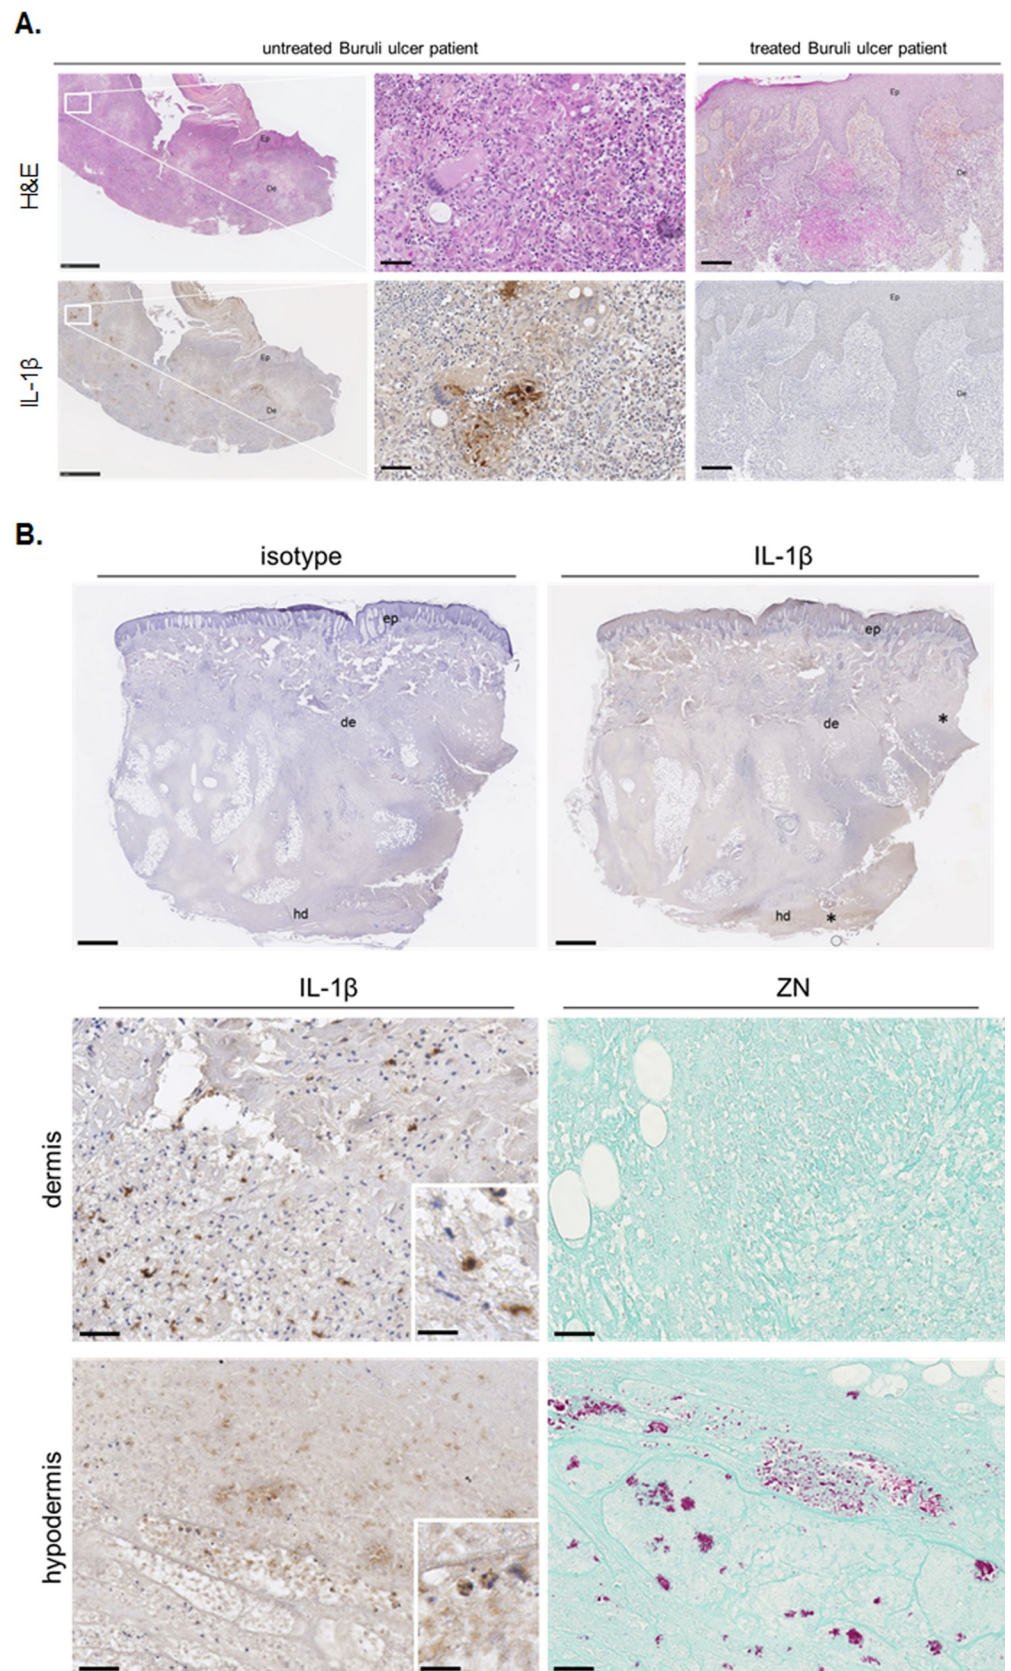 A.
untreated Buruli ulcer patient
treated Buruli ulcer patient
H&E
Ep
De
Ep
De
IL-1β
Ep
De
Ep
De
B.
isotype
IL-1β
ep
de
hd
ep
de
*
hd
*
IL-1β
ZN
dermis
hypodermis